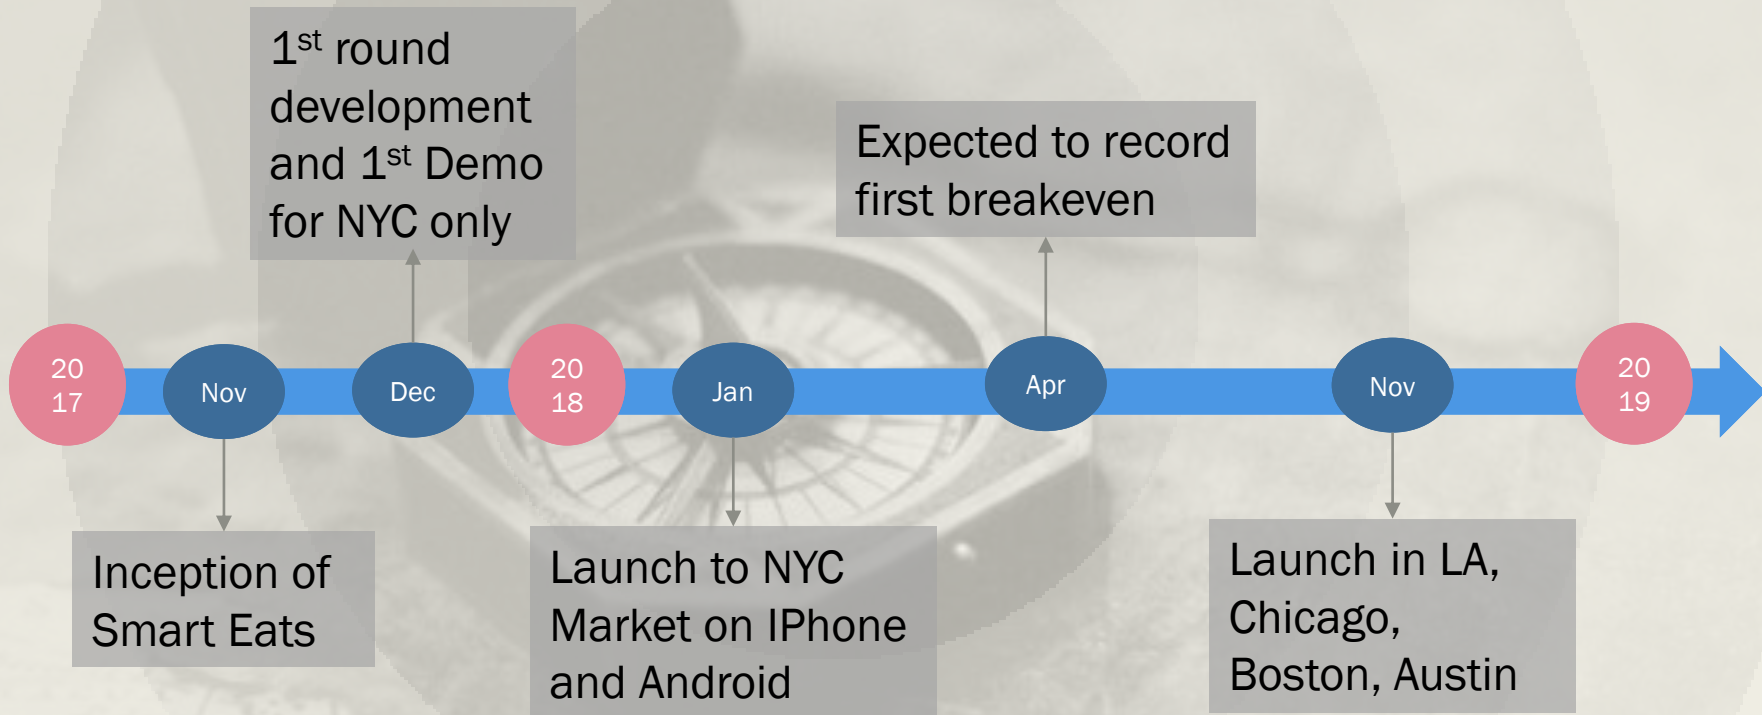 1st round
development
and 1st Demo
for NYC only
Expected to record
first breakeven
20
17
Nov
Dec
20
18
Jan
Apr
Nov
20
19
Inception of
Smart Eats
Launch to NYC
Market on IPhone
and Android
Launch in LA,
Chicago,
Boston, Austin